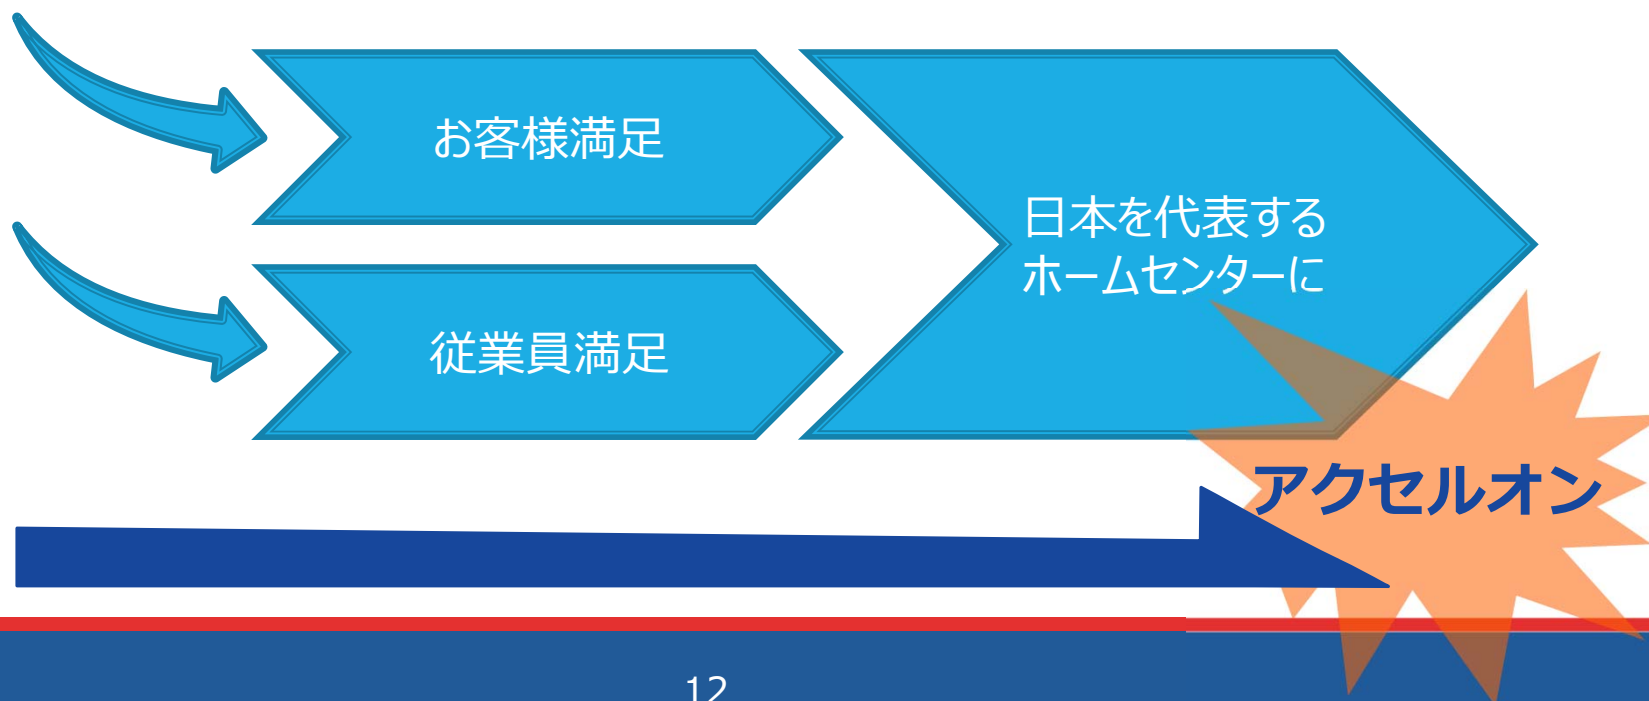 お客様満足
従業員満足
日本を代表する
ホームセンターに
アクセルオン
12